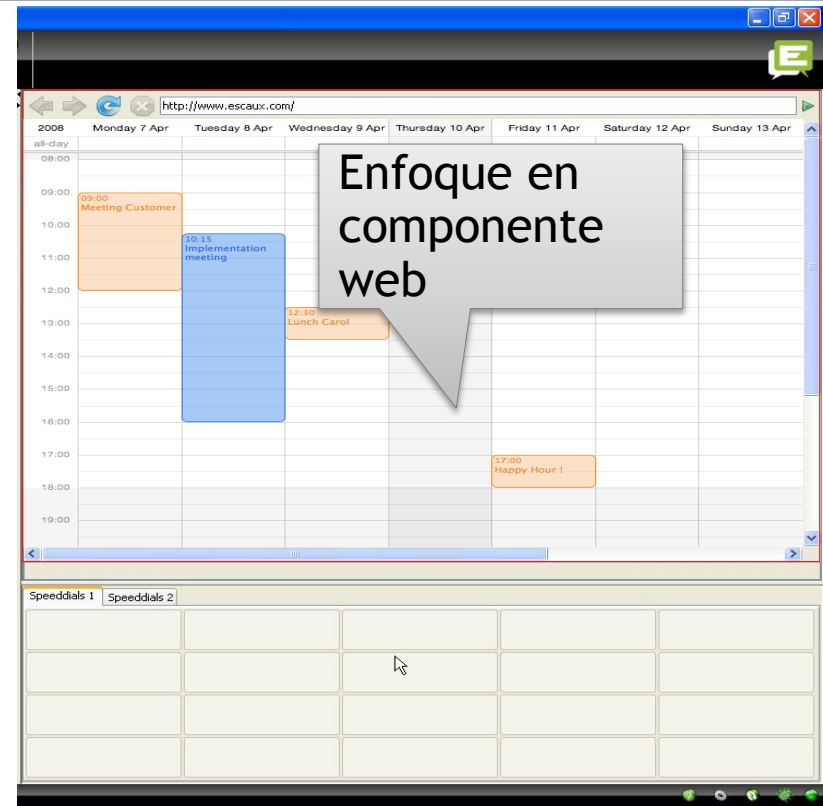 http://www.escaux.com/
2008 Monday 7 Apr Tuesday 8 Apr Wednesday 9 Apr Thursday 10 Apr Friday 11 Apr Saturday 12 Apr Sunday 13 Apr
all-day
08:00
09:00
10:00
11:00
12:00
13:00
14:00
15:00
16:00
17:00
18:00
19:00
09:00
Meeting Customer
10:15
Implementation
meeting
12:30
Lunch Carol
17:00
Happy Hour !
Enfoque en
componente
web
Speeddials 1 Speeddials 2